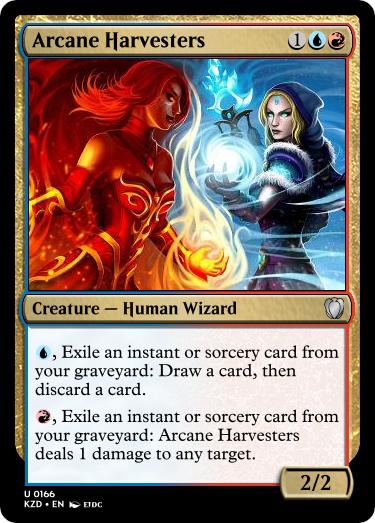 Arcane Harvesters 1
Creature — Human Wizard
, Exile an instant or sorcery card from
your graveyard: Draw a card, then
discard a card.
, Exile an instant or sorcery card from
your graveyard: Arcane Harvesters
deals 1 damage to any target.
2/2
U 0166
KZD • EN EJDC